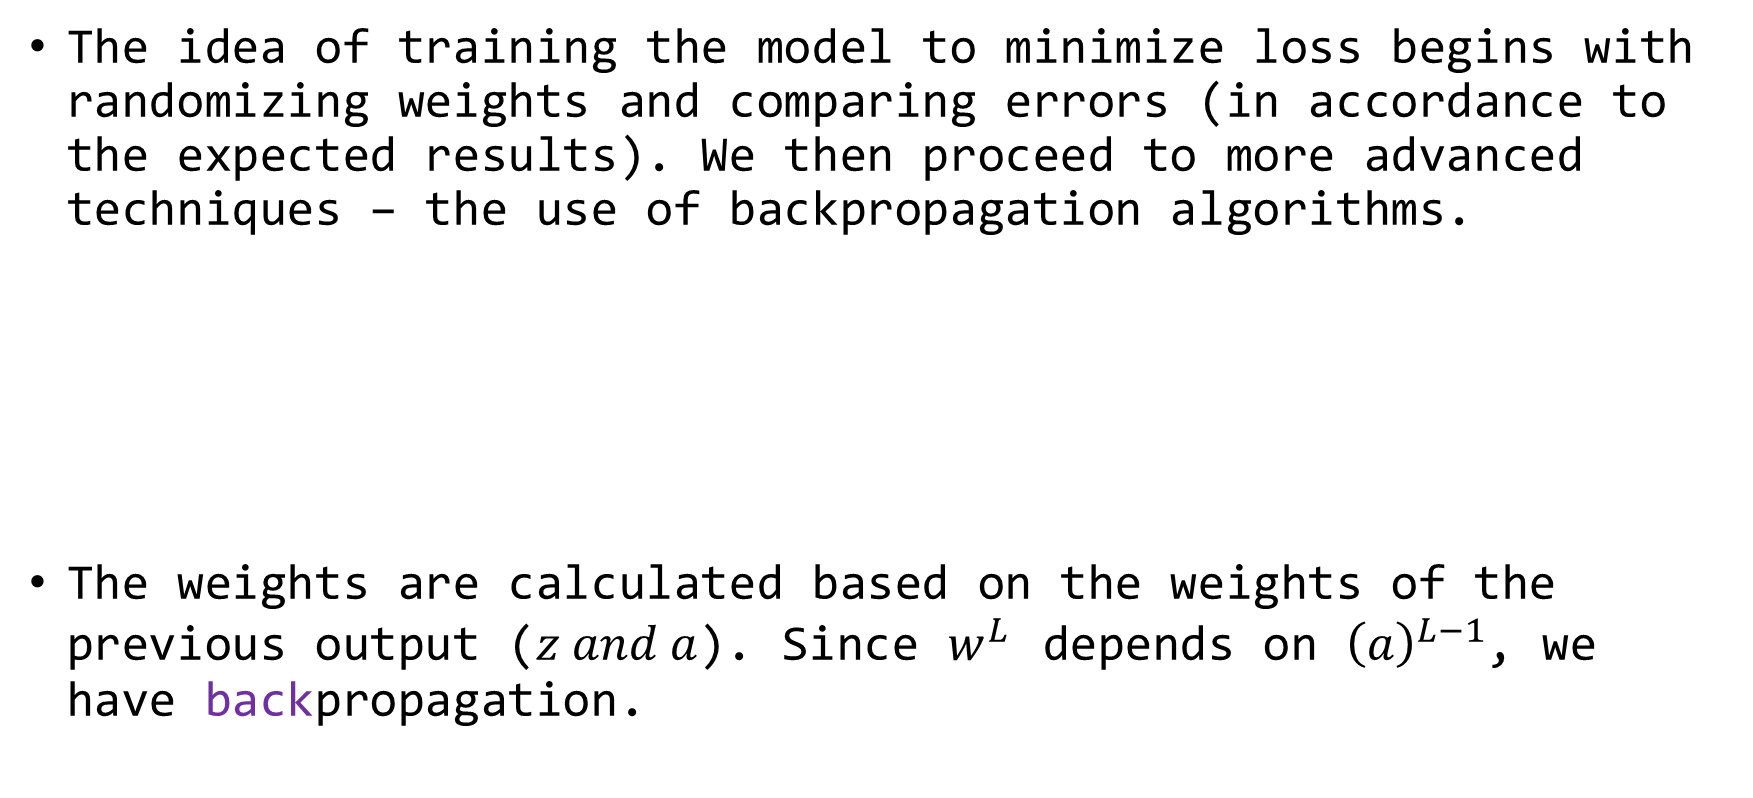 • The idea of training the model to minimize loss begins with
randomizing weights and comparing errors (in accordance to
the expected results). We then proceed to more advanced
techniques – the use of backpropagation algorithms.
• The weights are calculated based on the weights of the
previous output (z and a). Since w^L depends on (a)^{L−1}, we
have backpropagation.